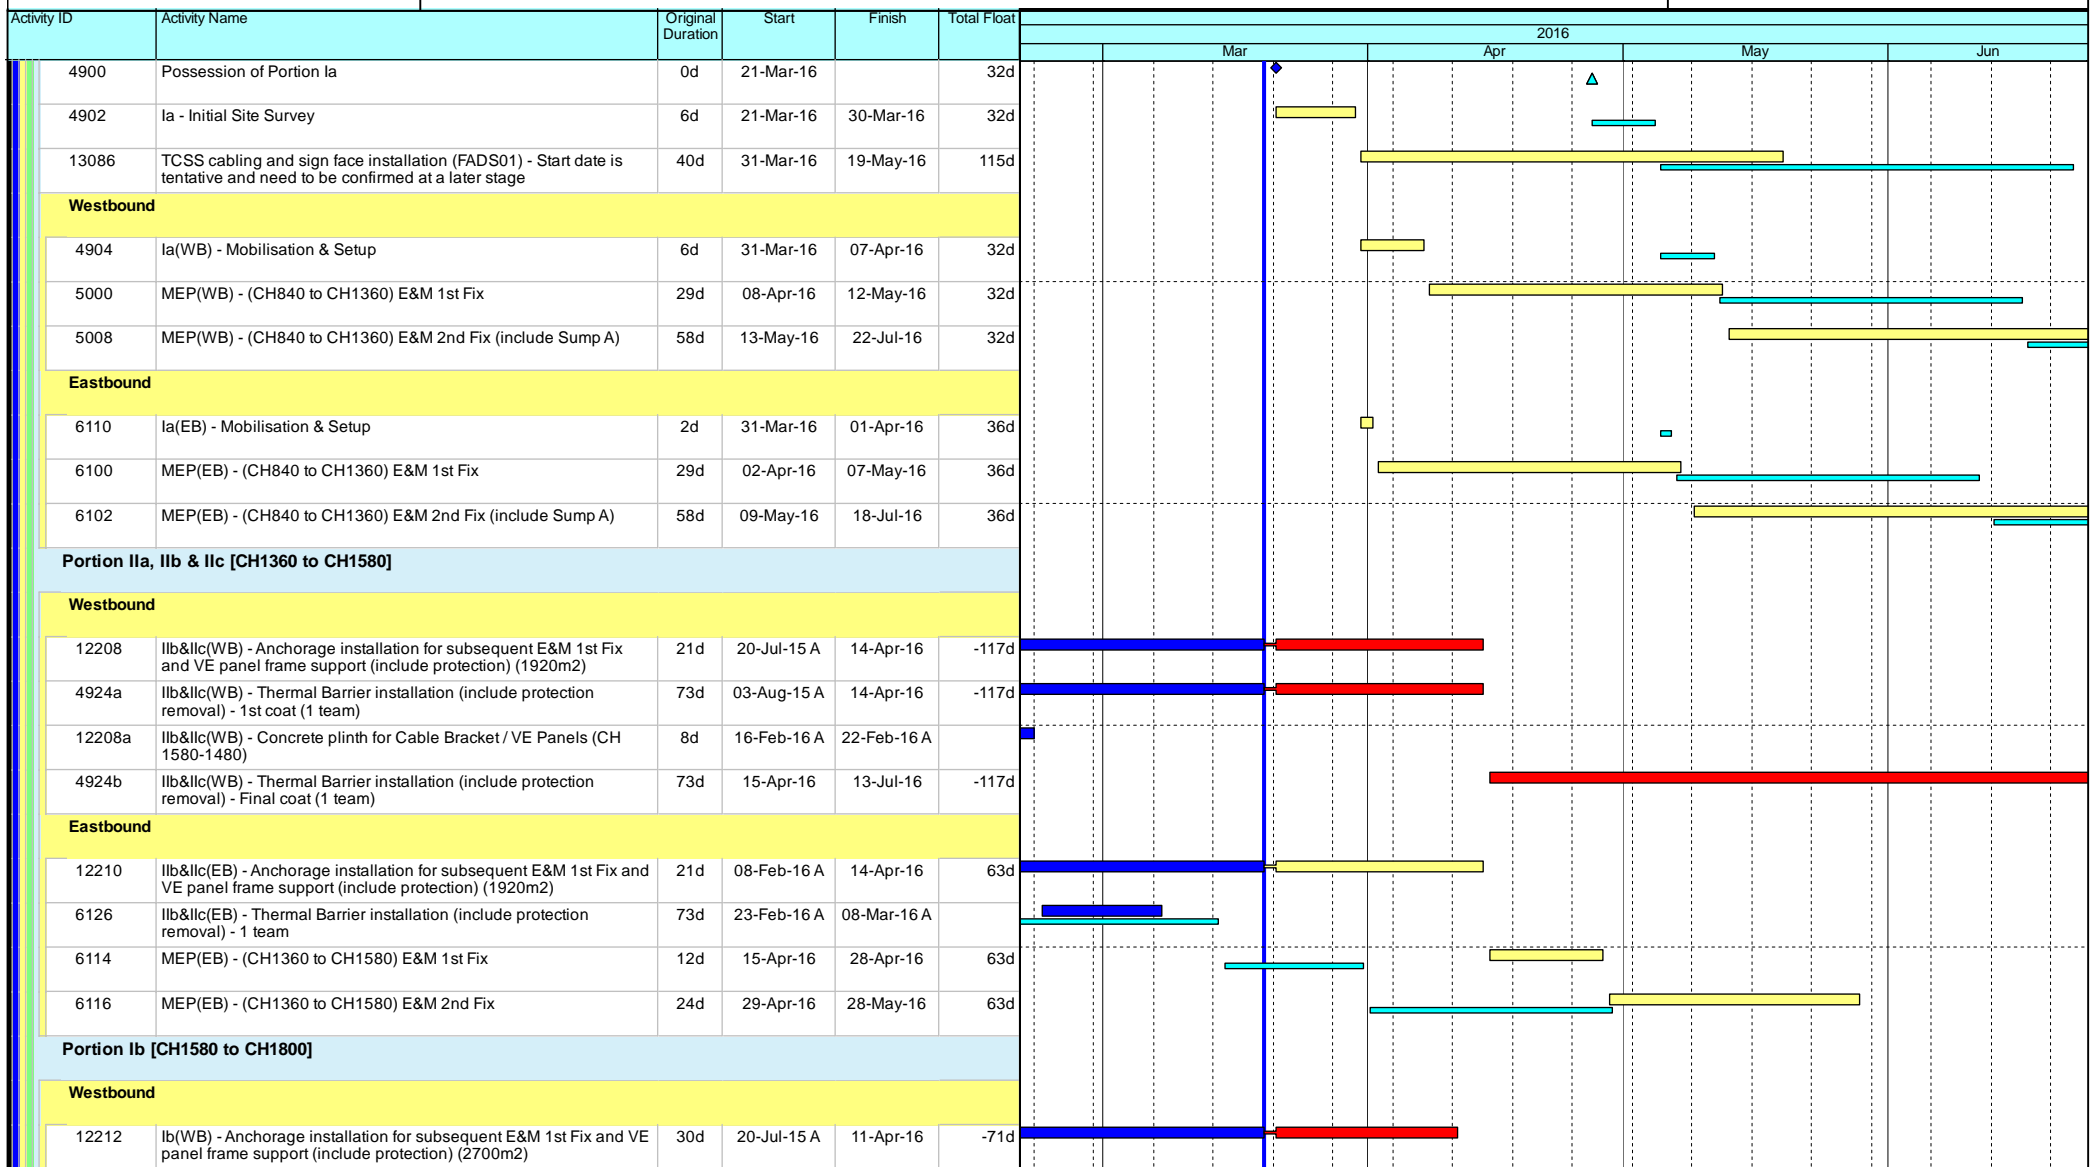 Activity ID Activity Name Original Duration Start Finish Total Float
2016
Mar Apr May Jun
4900 Possession of Portion Ia 0d 21-Mar-16 32d
4902 Ia - Initial Site Survey 6d 21-Mar-16 30-Mar-16 32d
13086 TCSS cabling and sign face installation (FADS01) - Start date is 40d 31-Mar-16 19-May-16 115d
tentative and need to be confirmed at a later stage
Westbound
4904 Ia(WB) - Mobilisation & Setup 6d 31-Mar-16 07-Apr-16 32d
5000 MEP(WB) - (CH840 to CH1360) E&M 1st Fix 29d 08-Apr-16 12-May-16 32d
5008 MEP(WB) - (CH840 to CH1360) E&M 2nd Fix (include Sump A) 58d 13-May-16 22-Jul-16 32d
Eastbound
6110 Ia(EB) - Mobilisation & Setup 2d 31-Mar-16 01-Apr-16 36d
6100 MEP(EB) - (CH840 to CH1360) E&M 1st Fix 29d 02-Apr-16 07-May-16 36d
6102 MEP(EB) - (CH840 to CH1360) E&M 2nd Fix (include Sump A) 58d 09-May-16 18-Jul-16 36d
Portion IIa, IIb & IIc [CH1360 to CH1580]
Westbound
12208 IIb&IIc(WB) - Anchorage installation for subsequent E&M 1st Fix 21d 20-Jul-15 A 14-Apr-16 -117d
and VE panel frame support (include protection) (1920m2)
4924a IIb&IIc(WB) - Thermal Barrier installation (include protection 73d 03-Aug-15 A 14-Apr-16 -117d
removal) - 1st coat (1 team)
12208a IIb&IIc(WB) - Concrete plinth for Cable Bracket / VE Panels (CH 8d 16-Feb-16 A 22-Feb-16 A
1580-1480)
4924b IIb&IIc(WB) - Thermal Barrier installation (include protection 73d 15-Apr-16 13-Jul-16 -117d
removal) - Final coat (1 team)
Eastbound
12210 IIb&IIc(EB) - Anchorage installation for subsequent E&M 1st Fix and 21d 08-Feb-16 A 14-Apr-16 63d
VE panel frame support (include protection) (1920m2)
6126 IIb&IIc(EB) - Thermal Barrier installation (include protection 73d 23-Feb-16 A 08-Mar-16 A
removal) - 1 team
6114 MEP(EB) - (CH1360 to CH1580) E&M 1st Fix 12d 15-Apr-16 28-Apr-16 63d
6116 MEP(EB) - (CH1360 to CH1580) E&M 2nd Fix 24d 29-Apr-16 28-May-16 63d
Portion Ib [CH1580 to CH1800]
Westbound
12212 Ib(WB) - Anchorage installation for subsequent E&M 1st Fix and VE 30d 20-Jul-15 A 11-Apr-16 -71d
panel frame support (include protection) (2700m2)